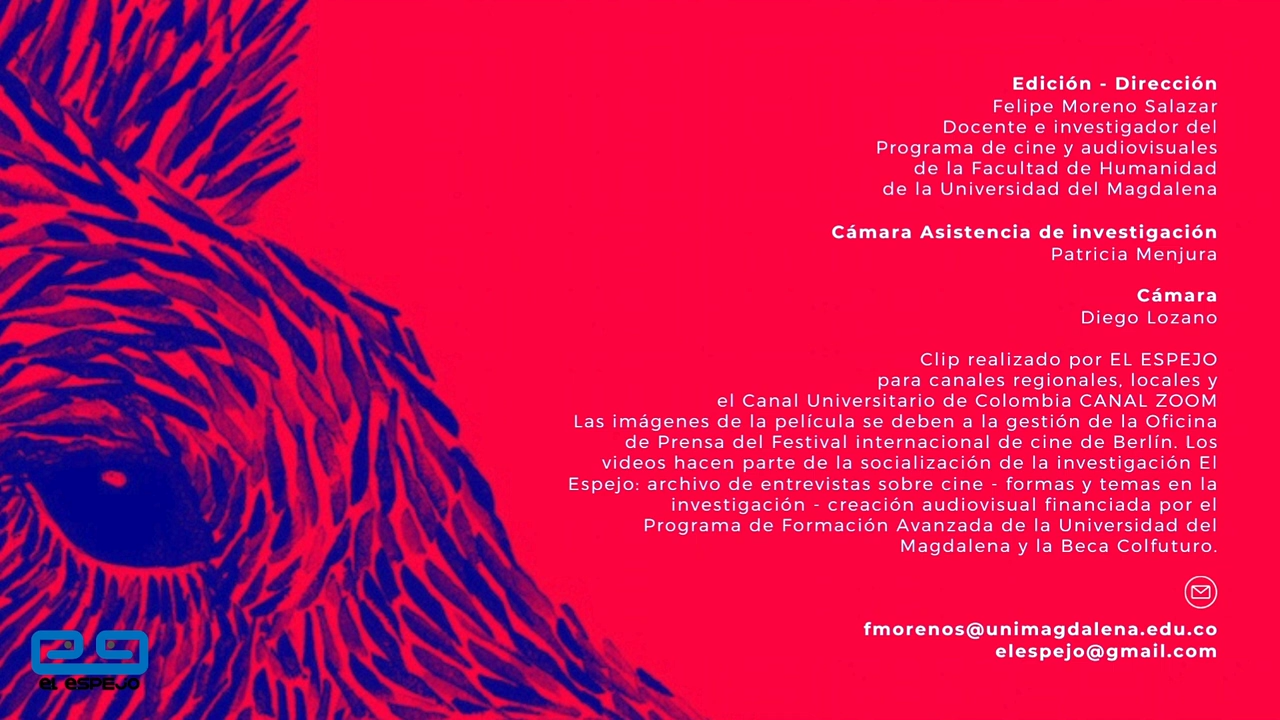 Edición - Dirección
Felipe Moreno Salazar
Docente e investigador del
Programa de cine y audiovisuales
de la Facultad de Humanidad
de la Universidad del Magdalena
Cámara Asistencia de investigación
Patricia Menjura
Cámara
Diego Lozano
Clip realizado por EL ESPEJO
para canales regionales, locales y
el Canal Universitario de Colombia CANAL ZOOM
Las imágenes de la película se deben a la gestión de la Oficina
de Prensa del Festival internacional de cine de Berlín. Los
videos hacen parte de la socialización de la investigación El
Espejo: archivo de entrevistas sobre cine - formas y temas en la
investigación - creación audiovisual financiada por el
Programa de Formación Avanzada de la Universidad del
Magdalena y la Beca Colfuturo.
fmorenos@unimagdalena.edu.co
elespejo@gmail.com
EL ESPEJO